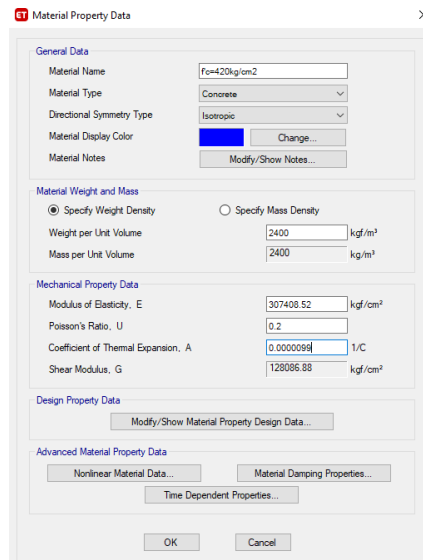 ET Material Property Data
General Data
Material Name f'c=420kg/cm2
Material Type Concrete
Directional Symmetry Type Isotropic
Material Display Color Change...
Material Notes Modify/Show Notes...
Material Weight and Mass
Specify Weight Density Specify Mass Density
Weight per Unit Volume 2400 kgf/m³
Mass per Unit Volume 2400 kg/m³
Mechanical Property Data
Modulus of Elasticity, E 307408.52 kgf/cm²
Poisson's Ratio, U 0.2
Coefficient of Thermal Expansion, A 0.0000099 1/C
Shear Modulus, G 128086.88 kgf/cm²
Design Property Data
Modify/Show Material Property Design Data...
Advanced Material Property Data
Nonlinear Material Data... Material Damping Properties...
Time Dependent Properties...
OK Cancel